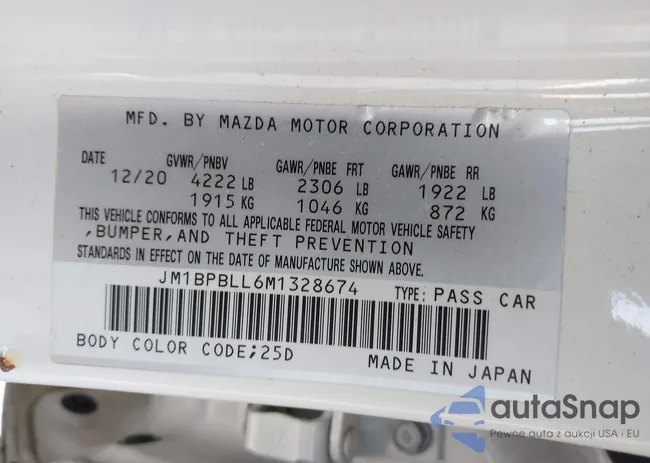 MFD. BY MAZDA MOTOR CORPORATION
DATE GVWR/PNBV GAWR/PNBE FRT GAWR/PNBE RR
12/20 4222 LB 2306 LB 1922 LB
1915 KG 1046 KG 872 KG
THIS VEHICLE CONFORMS TO ALL APPLICABLE FEDERAL MOTOR VEHICLE SAFETY
,BUMPER,AND THEFT PREVENTION
STANDARDS IN EFFECT ON THE DATE OF MANUFACTURE SHOWN ABOVE.
JM1BPBLL6M1328674 TYPE: PASS CAR
BODY COLOR CODE;25D MADE IN JAPAN
autoSnap
Pewne auta z aukcji USA i EU